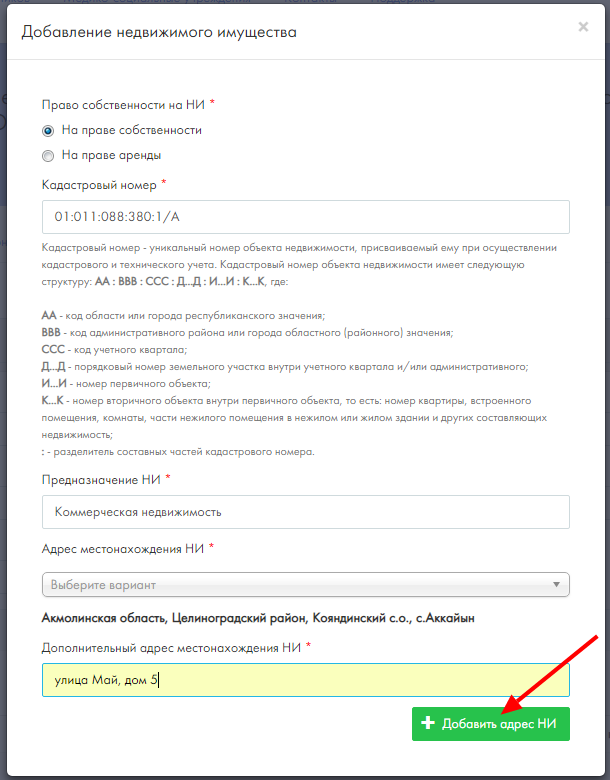 Добавление недвижимого имущества
×
Право собственности на НИ *
На праве собственности
На праве аренды
Кадастровый номер *
01:011:088:380:1/А
Кадастровый номер - уникальный номер объекта недвижимости, присваиваемый ему при осуществлении
кадастрового и технического учета. Кадастровый номер объекта недвижимости имеет следующую
структуру: АА : ВВВ : ССС : Д...Д : И...И : К...К, где:
АА - код области или города республиканского значения;
ВВВ - код административного района или города областного (районного) значения;
ССС - код учетного квартала;
Д...Д - порядковый номер земельного участка внутри учетного квартала и/или административного;
И...И - номер первичного объекта;
К...К - номер вторичного объекта внутри первичного объекта, то есть: номер квартиры, встроенного
помещения, комнаты, части нежилого помещения в нежилом или жилом здании и других составляющих
недвижимость;
: - разделитель составных частей кадастрового номера.
Предназначение НИ *
Коммерческая недвижимость
Адрес местонахождения НИ *
Выберите вариант
Акмолинская область, Целиноградский район, Кояндинский с.о., с.Аккайын
Дополнительный адрес местонахождения НИ *
улица Май, дом 5
+ Добавить адрес НИ